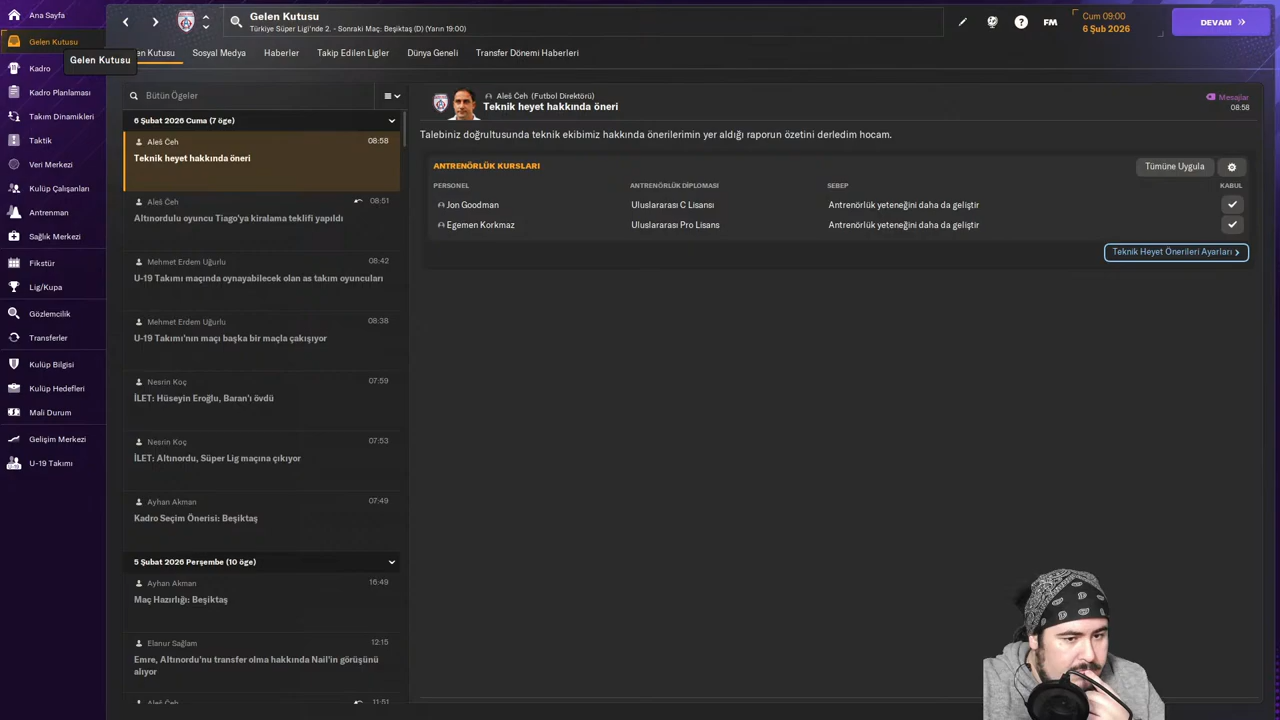 Ana Sayfa
Gelen Kutusu
Gelen Kutusu
Kadro
Kadro Planlaması
Takım Dinamikleri
Taktik
Veri Merkezi
Kulüp Çalışanları
Antrenman
Sağlık Merkezi
Fikstür
Lig/Kupa
Gözlemcilik
Transferler
Kulüp Bilgisi
Kulüp Hedefleri
Mali Durum
Gelişim Merkezi
U-19 Takımı
Gelen Kutusu
Türkiye Süper Ligi'nde 2. - Sonraki Maç: Beşiktaş (D) (Yarın 19:00)
FM
Cum 09:00
6 Şub 2026
DEVAM
en Kutusu
Sosyal Medya
Haberler
Takip Edilen Ligler
Dünya Geneli
Transfer Dönemi Haberleri
Bütün Ögeler
6 Şubat 2026 Cuma (7 öge)
Aleš Čeh 08:58
Teknik heyet hakkında öneri
Aleš Čeh 08:51
Altınordulu oyuncu Tiago'ya kiralama teklifi yapıldı
Mehmet Erdem Uğurlu 08:42
U-19 Takımı maçında oynayabilecek olan as takım oyuncuları
Mehmet Erdem Uğurlu 08:38
U-19 Takımı'nın maçı başka bir maçla çakışıyor
Nesrin Koç 07:59
İLET: Hüseyin Eroğlu, Baran'ı övdü
Nesrin Koç 07:53
İLET: Altınordu, Süper Lig maçına çıkıyor
Ayhan Akman 07:49
Kadro Seçim Önerisi: Beşiktaş
5 Şubat 2026 Perşembe (10 öge)
Ayhan Akman 16:49
Maç Hazırlığı: Beşiktaş
Elanur Sağlam 12:15
Emre, Altınordu'nu transfer olma hakkında Nail'in görüşünü
alıyor
Aleš Čeh 11:51
Aleš Čeh (Futbol Direktörü)
Teknik heyet hakkında öneri
Mesajlar
08:58
Talebiniz doğrultusunda teknik ekibimiz hakkında önerilerimin yer aldığı raporun özetini derledim hocam.
ANTRENÖRLÜK KURSLARI
Tümüne Uygula
PERSONEL ANTRENÖRLÜK DİPLOMASI SEBEP KABUL
Jon Goodman Uluslararası C Lisansı Antrenörlük yeteneğini daha da geliştir
Egemen Korkmaz Uluslararası Pro Lisans Antrenörlük yeteneğini daha da geliştir
Teknik Heyet Önerileri Ayarları